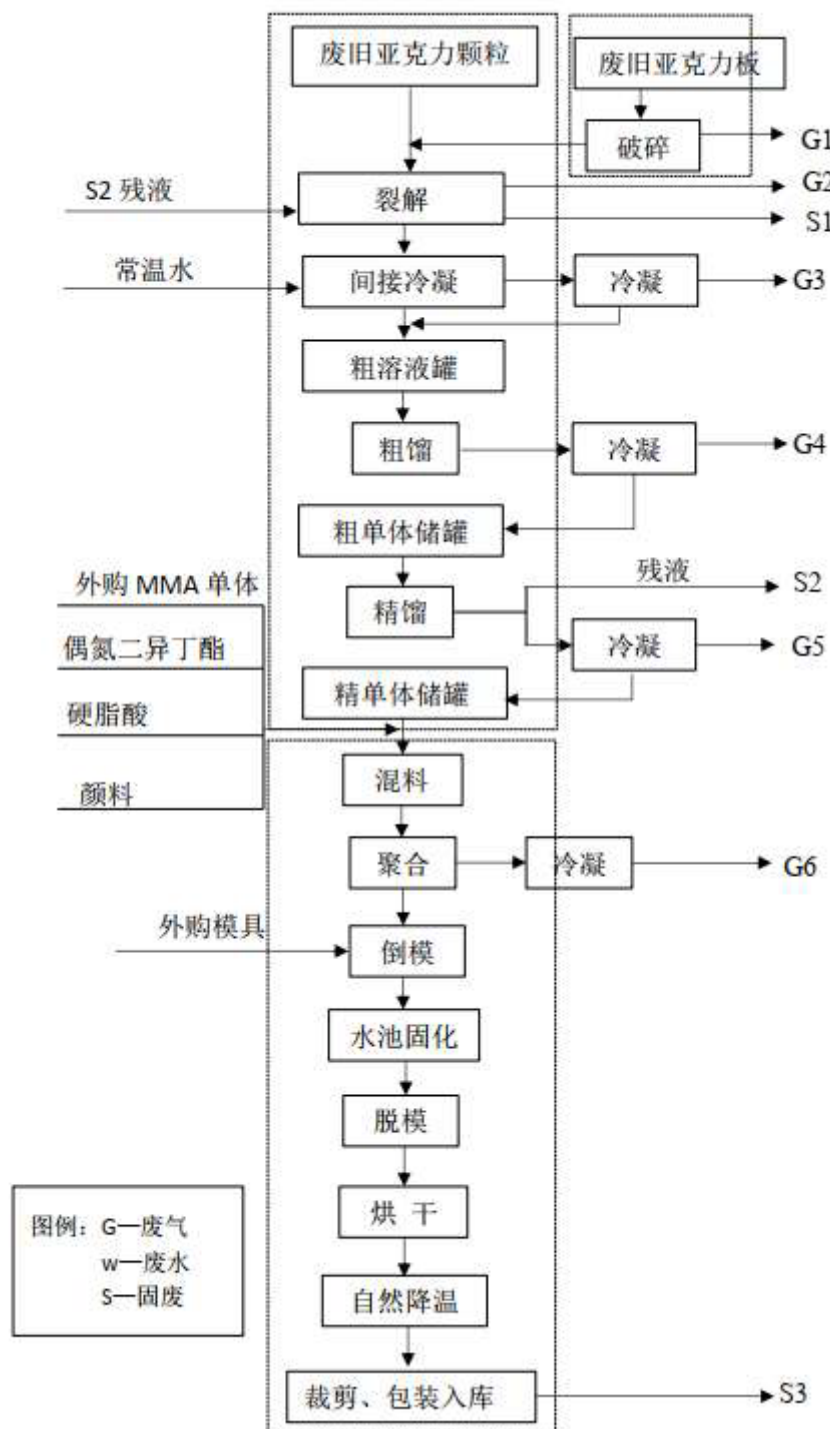 废旧亚克力颗粒
废旧亚克力板
破碎
G1
G2
S2 残液
裂解
S1
常温水
间接冷凝
冷凝
G3
粗溶液罐
粗馏
冷凝
G4
粗单体储罐
外购 MMA 单体
残液
S2
精馏
偶氮二异丁酯
冷凝
G5
精单体储罐
硬脂酸
颜料
混料
聚合
冷凝
G6
外购模具
倒模
水池固化
脱模
烘 干
图例：G—废气
w—废水
S—固废
自然降温
裁剪、包装入库
S3